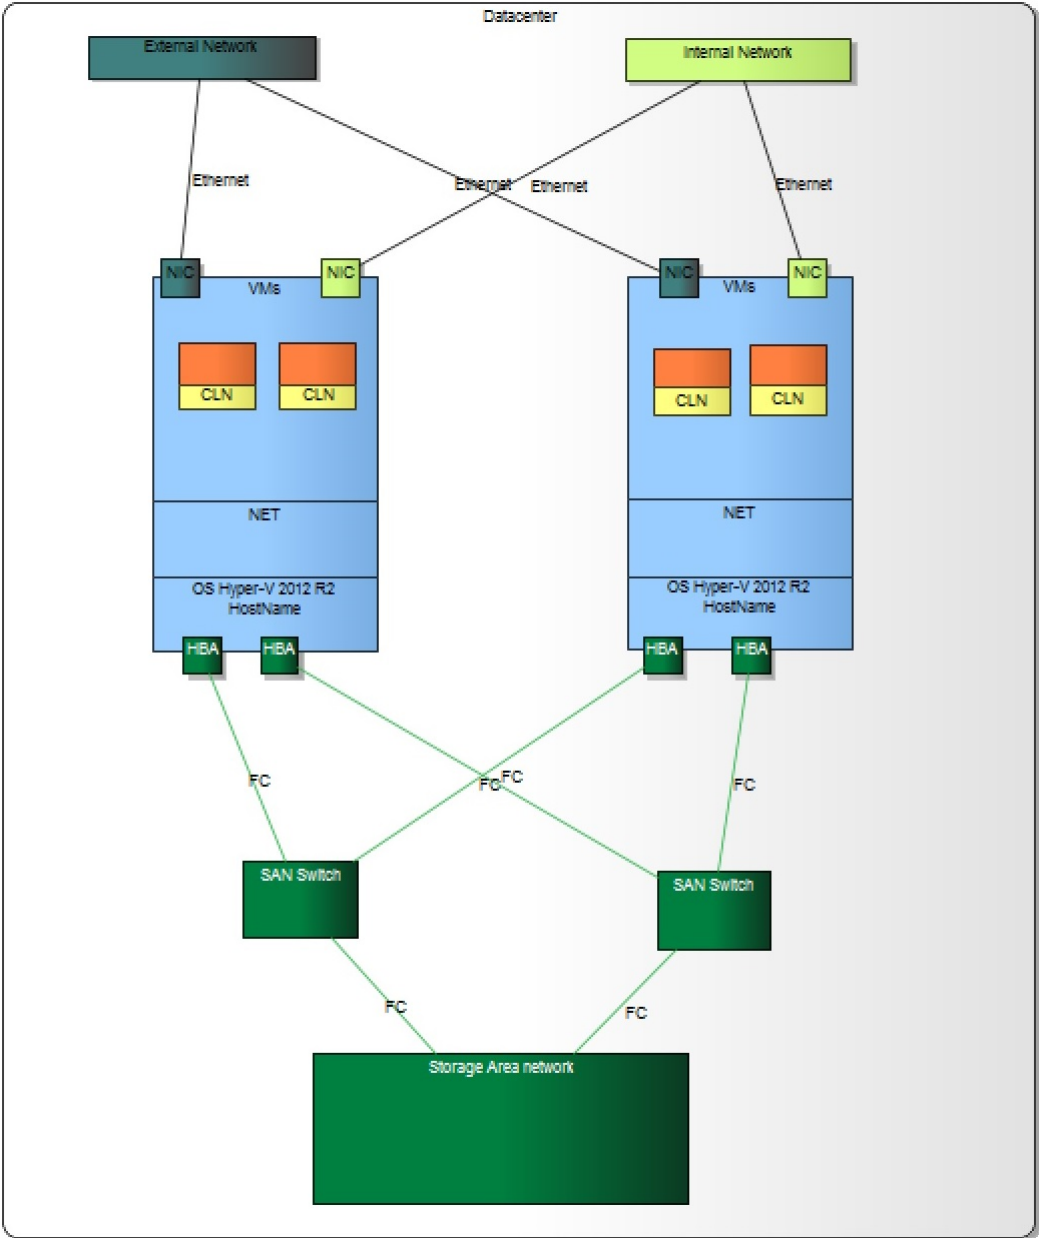 Datacenter
External Network
Internal Network
Ethernet
Ethernet
Ethernet
Ethernet
NIC
NIC
NIC
NIC
VMs
VMs
CLN
CLN
CLN
CLN
NET
NET
OS Hyper-V 2012 R2
HostName
OS Hyper-V 2012 R2
HostName
HBA
HBA
HBA
HBA
FC
FC
FC
FC
SAN Switch
SAN Switch
FC
FC
Storage Area network